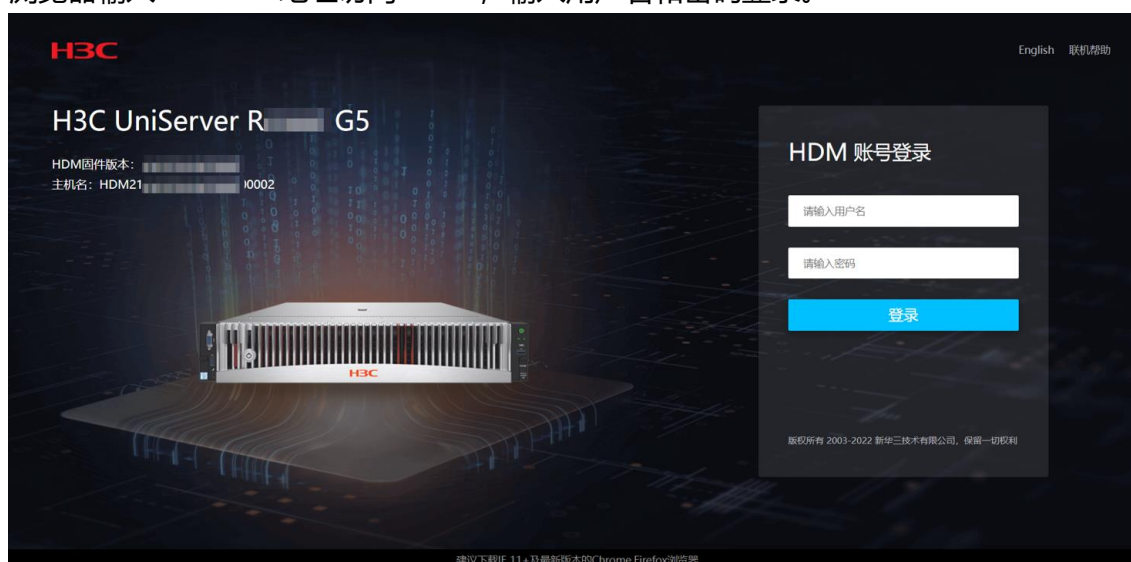 H3C
English 联机帮助
H3C UniServer R G5
HDM固件版本:
主机名: HDM21 0002
HDM 账号登录
请输入用户名
请输入密码
登录
H3C
版权所有 2003-2022 新华三技术有限公司, 保留一切权利